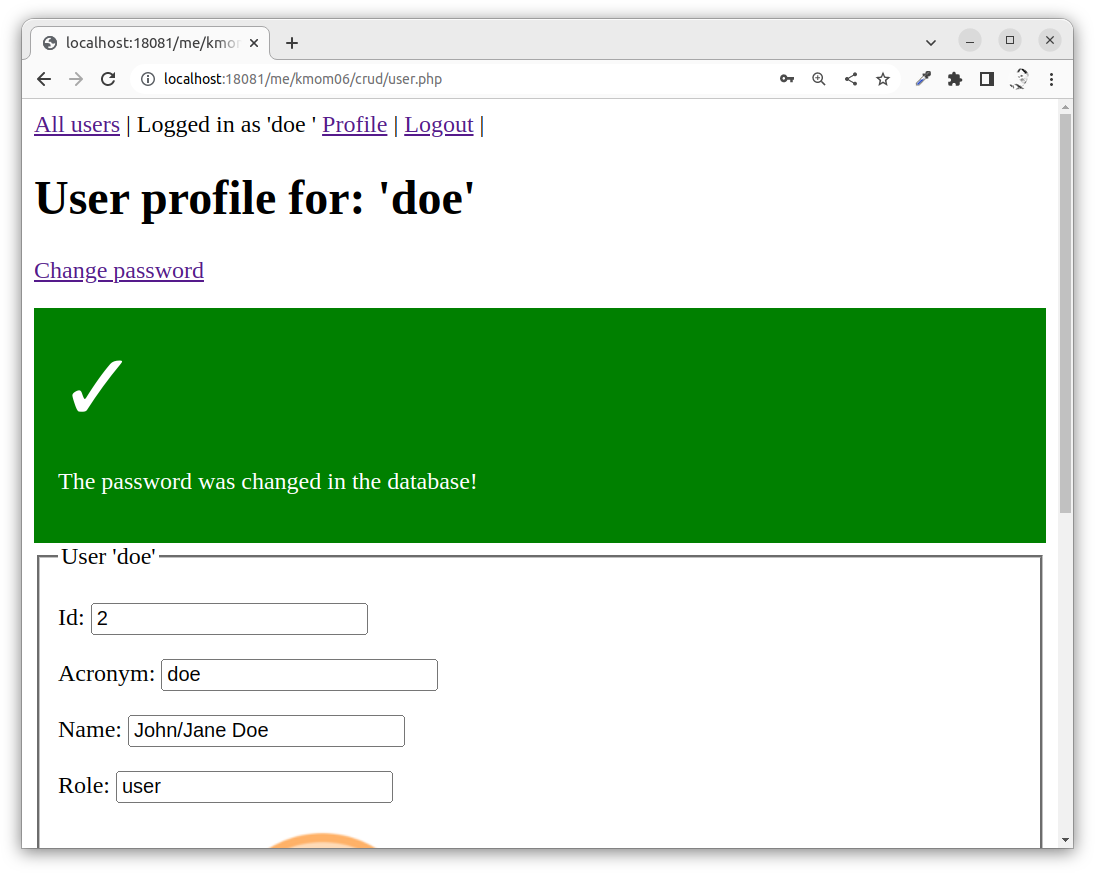 localhost:18081/me/kmom
localhost:18081/me/kmom06/crud/user.php
All users | Logged in as 'doe ' Profile | Logout |
User profile for: 'doe'
Change password
✓
The password was changed in the database!
User 'doe'
Id: 2
Acronym: doe
Name: John/Jane Doe
Role: user